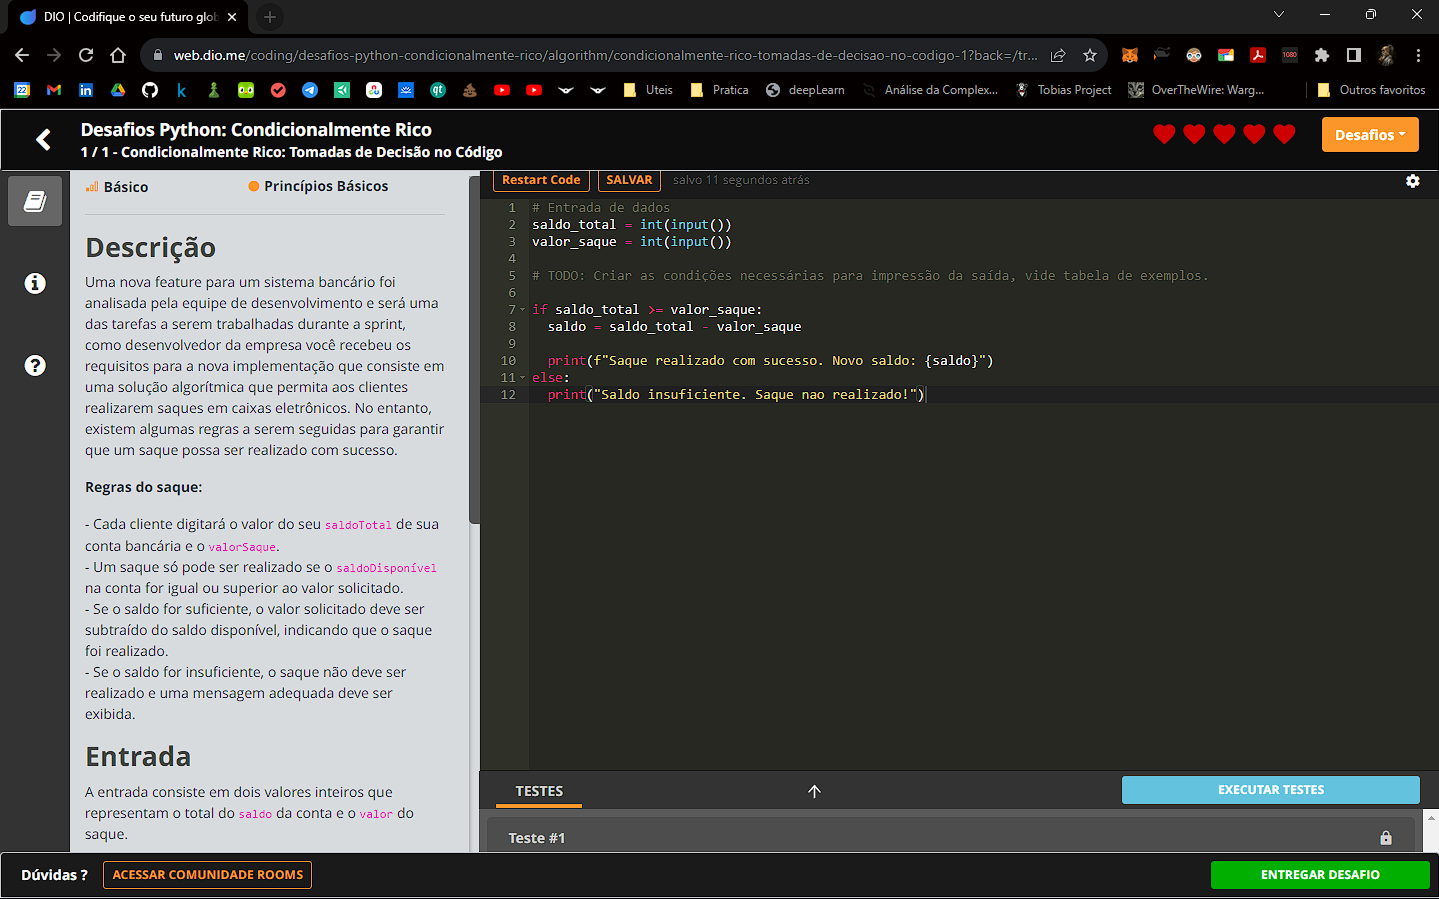 DIO | Codifique o seu futuro glob
web.dio.me/coding/desafios-python-condicionalmente-rico/algorithm/condicionalmente-rico-tomadas-de-decisao-no-codigo-1?back=/tr...
Uteis
Pratica
deepLearn
Análise da Complex...
Tobias Project
OverTheWire: Warg...
Outros favoritos
Desafios Python: Condicionalmente Rico
1 / 1 - Condicionalmente Rico: Tomadas de Decisão no Código
Desafios
Básico
Princípios Básicos
Descrição
Uma nova feature para um sistema bancário foi
analisada pela equipe de desenvolvimento e será uma
das tarefas a serem trabalhadas durante a sprint,
como desenvolvedor da empresa você recebeu os
requisitos para a nova implementação que consiste em
uma solução algorítmica que permita aos clientes
realizarem saques em caixas eletrônicos. No entanto,
existem algumas regras a serem seguidas para garantir
que um saque possa ser realizado com sucesso.
Regras do saque:
- Cada cliente digitará o valor do seu saldoTotal de sua
conta bancária e o valorSaque.
- Um saque só pode ser realizado se o saldoDisponível
na conta for igual ou superior ao valor solicitado.
- Se o saldo for suficiente, o valor solicitado deve ser
subtraído do saldo disponível, indicando que o saque
foi realizado.
- Se o saldo for insuficiente, o saque não deve ser
realizado e uma mensagem adequada deve ser
exibida.
Entrada
A entrada consiste em dois valores inteiros que
representam o total do saldo da conta e o valor do
saque.
Restart Code
SALVAR
salvo 11 segundos atrás
1 # Entrada de dados
2 saldo_total = int(input())
3 valor_saque = int(input())
4
5 # TODO: Criar as condições necessárias para impressão da saída, vide tabela de exemplos.
6
7 if saldo_total >= valor_saque:
8 saldo = saldo_total - valor_saque
9
10 print(f"Saque realizado com sucesso. Novo saldo: {saldo}")
11 else:
12 print("Saldo insuficiente. Saque nao realizado!")
TESTES
EXECUTAR TESTES
Teste #1
Dúvidas ?
ACESSAR COMUNIDADE ROOMS
ENTREGAR DESAFIO